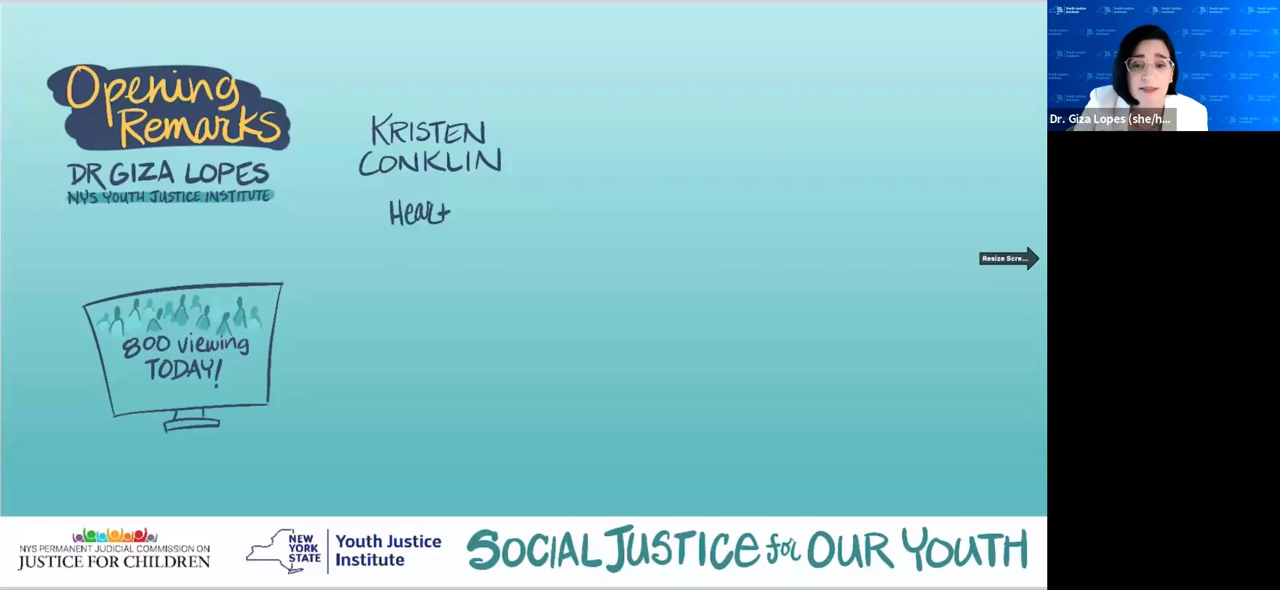 Opening
Remarks
DR GIZA LOPES
NYS YOUTH JUSTICE INSTITUTE
KRISTEN
CONKLIN
Heart
800 viewing
TODAY!
Resize Scre...
Dr. Giza Lopes (she/h...
NYS PERMANENT JUDICIAL COMMISSION ON
JUSTICE FOR CHILDREN
NEW
YORK
STATE
Youth Justice
Institute
SOCIAL JUSTICE for OUR YOUTH